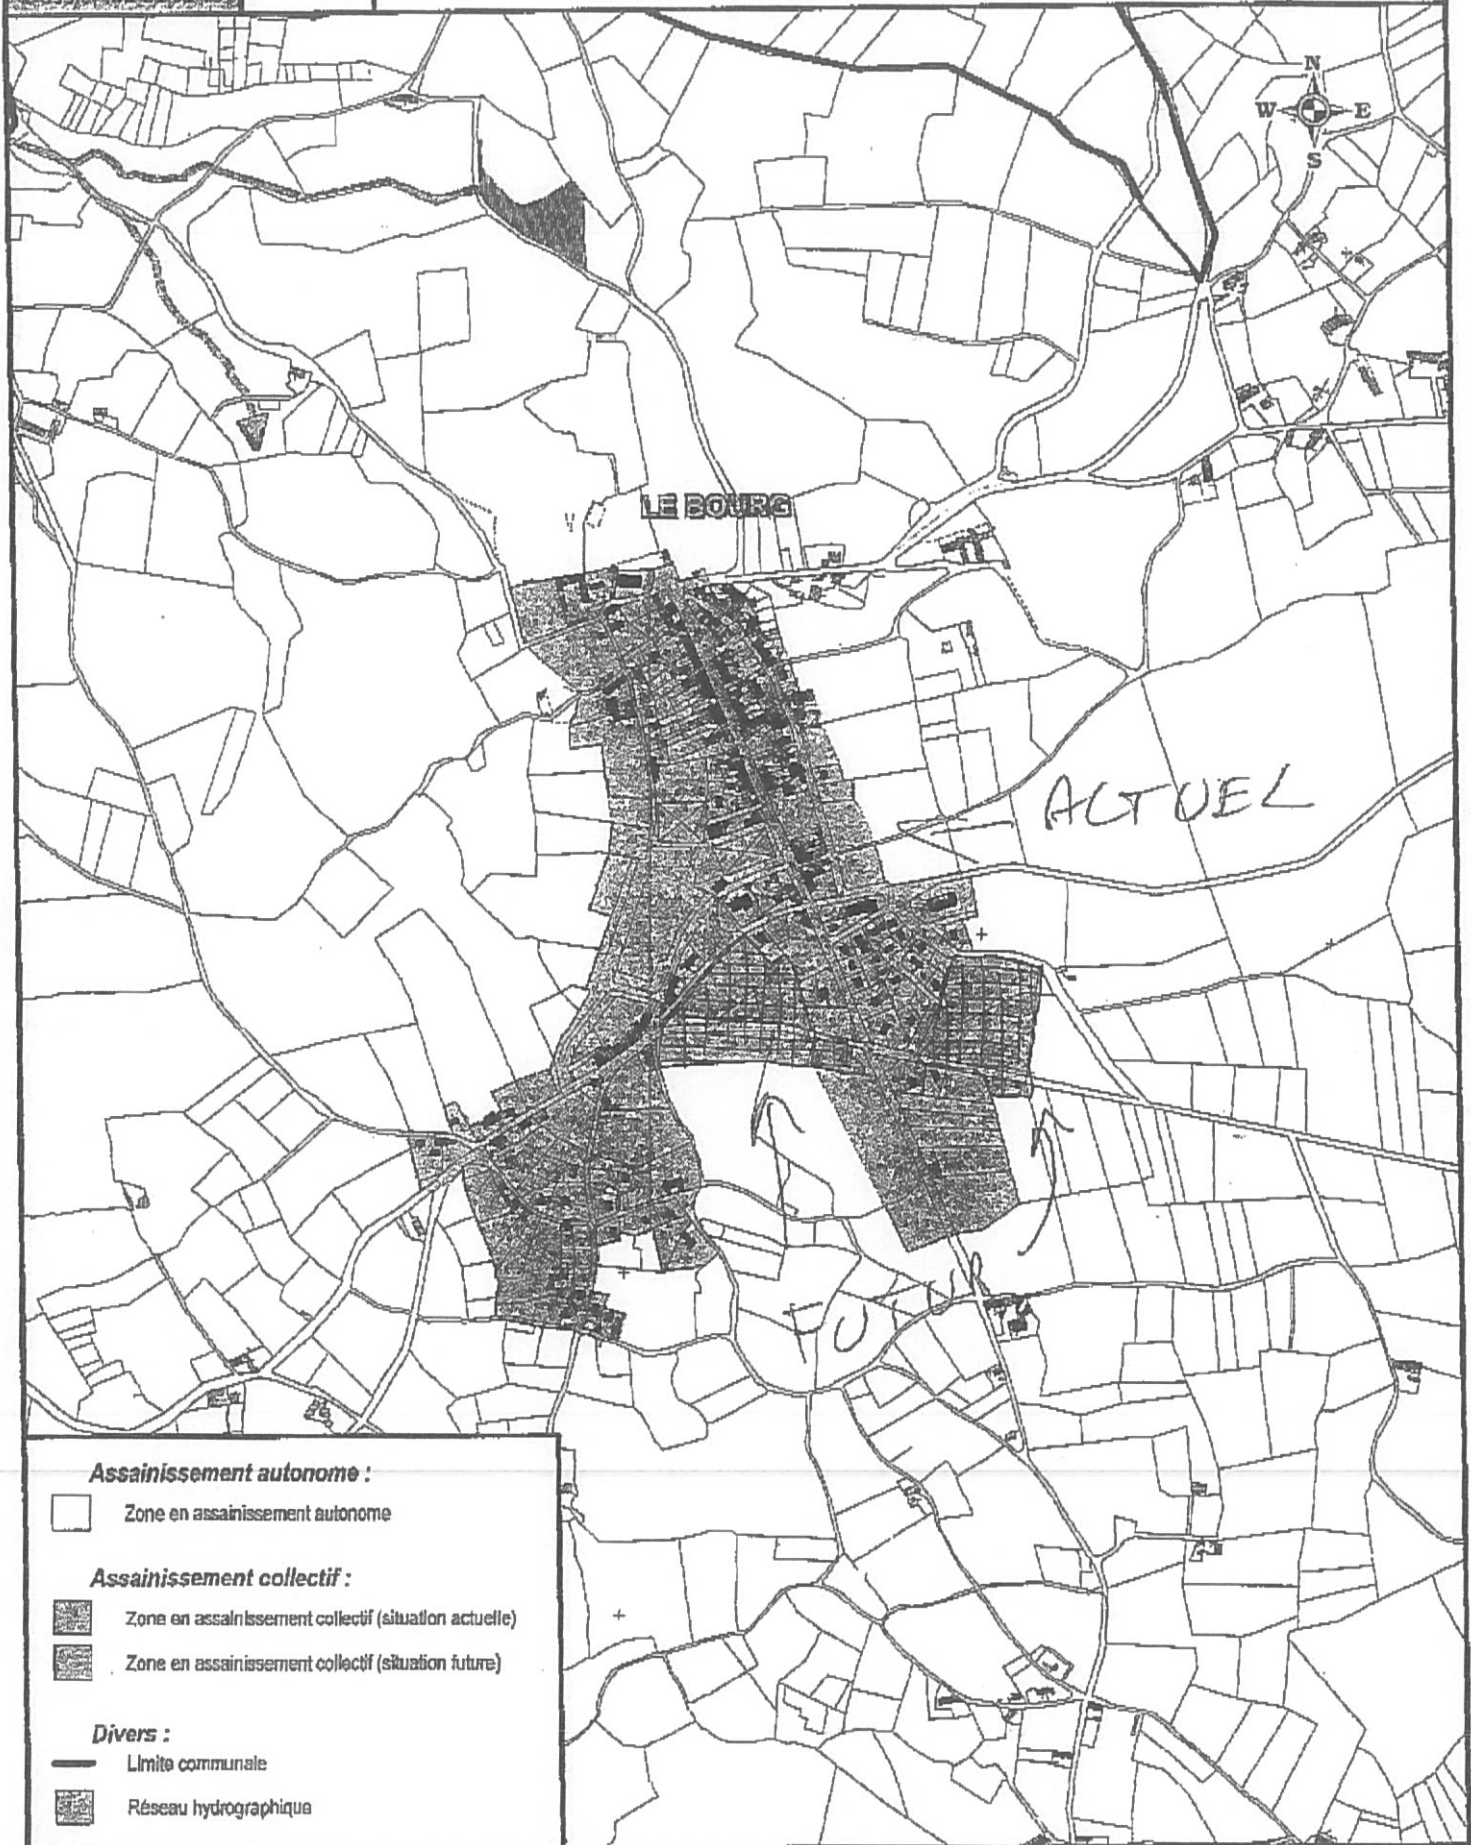 N
W E
S
LE BOURG
ACTUEL
FUTUR
Assainissement autonome :
Zone en assainissement autonome
Assainissement collectif :
Zone en assainissement collectif (situation actuelle)
Zone en assainissement collectif (situation future)
Divers :
Limite communale
Réseau hydrographique